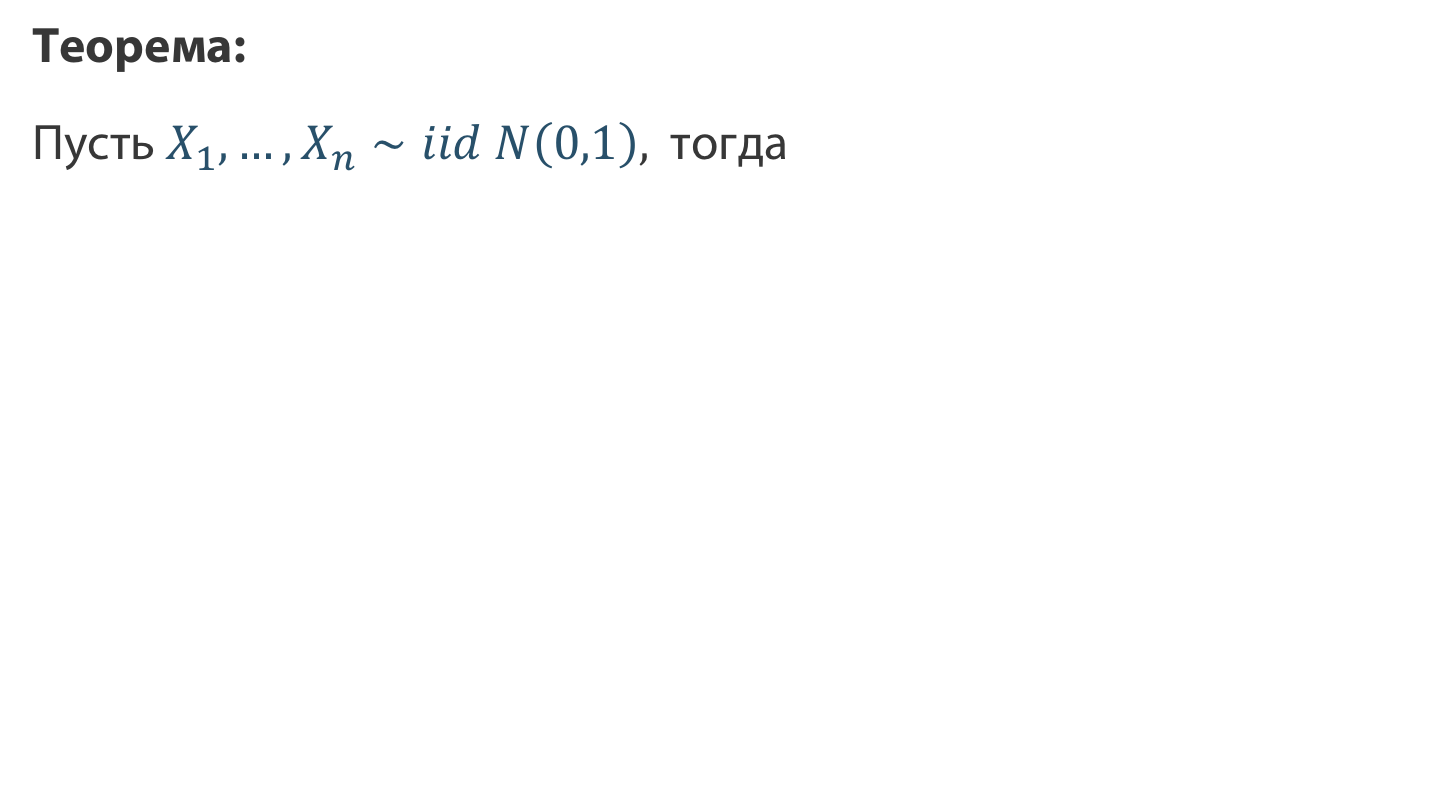 Теорема:
Пусть X₁, … , Xₙ ~ iid N(0,1), тогда